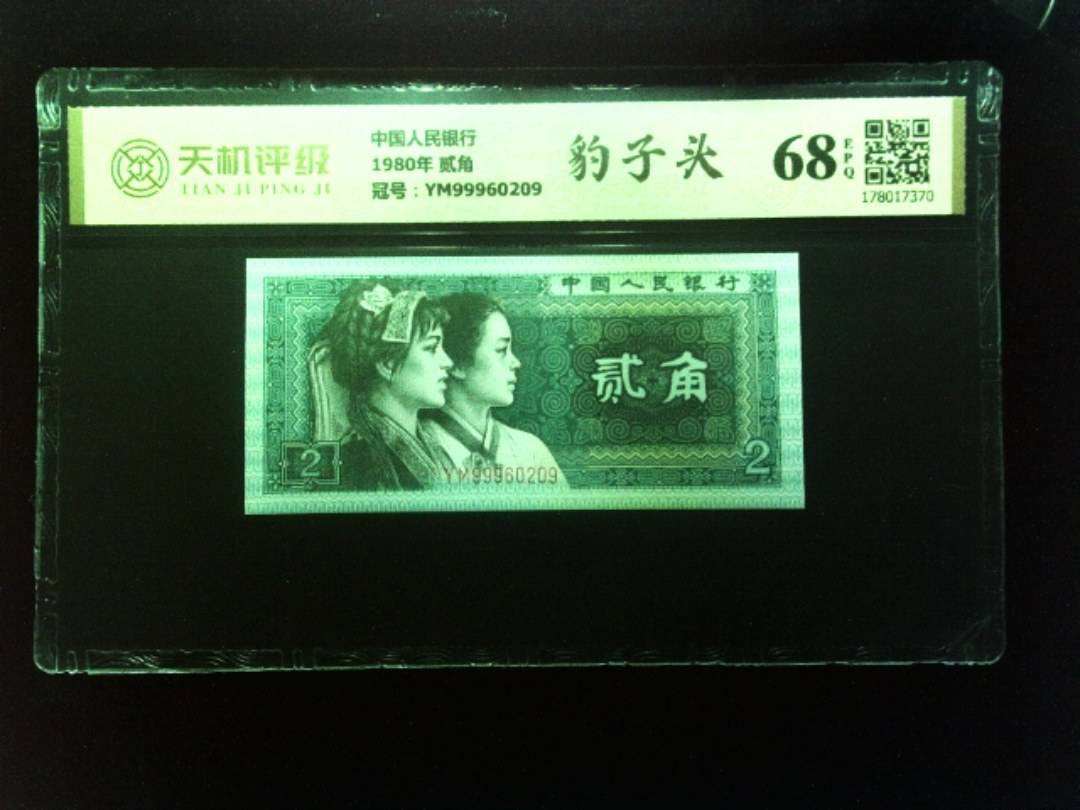 天机评级
TIAN JI PING JI
中国人民银行
1980年 贰角
冠号：YM99960209
豹子头
68
EPQ
178017370
中国人民银行
贰角
2
2
YM99960209